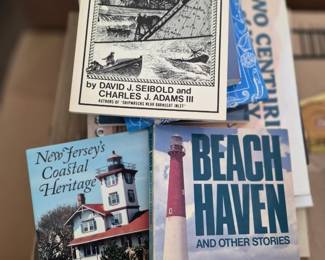 by DAVID J. SEIBOLD and
CHARLES J. ADAMS III
AUTHORS OF "SHIPWRECKS NEAR BARNEGAT INLET"
TWO CENTURI
New Jersey's
Coastal
Heritage
BEACH
HAVEN
AND OTHER STORIES